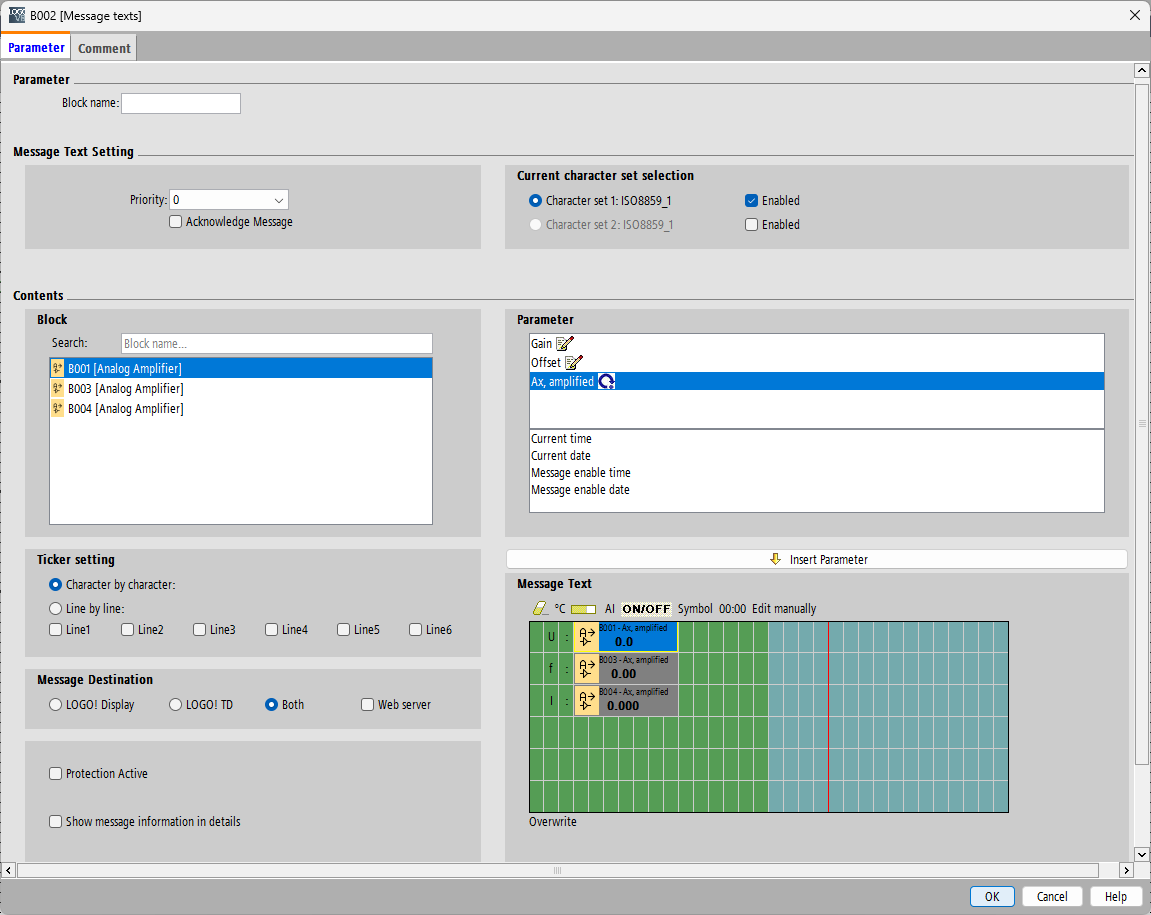 B002 [Message texts]
Parameter
Comment
Parameter
Block name:
Message Text Setting
Priority: 0
Acknowledge Message
Current character set selection
Character set 1: ISO8859_1
Enabled
Character set 2: ISO8859_1
Enabled
Contents
Block
Search: Block name...
B001 [Analog Amplifier]
B003 [Analog Amplifier]
B004 [Analog Amplifier]
Parameter
Gain
Offset
Ax, amplified
Current time
Current date
Message enable time
Message enable date
Ticker setting
Character by character:
Line by line:
Line1 Line2 Line3 Line4 Line5 Line6
Insert Parameter
Message Text
°C AI ON/OFF Symbol 00:00 Edit manually
U : B001 - Ax, amplified
0.0
f : B003 - Ax, amplified
0.00
I : B004 - Ax, amplified
0.000
Overwrite
Message Destination
LOGO! Display LOGO! TD Both Web server
Protection Active
Show message information in details
OK Cancel Help